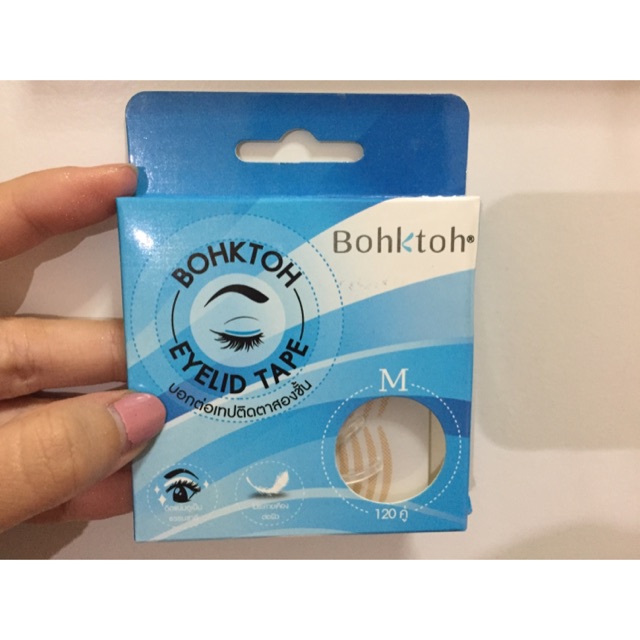 Bohktoh®
BOHKTOH
EYELID TAPE
บอกต่อเทปติดตาสองชั้น
M
120 คู่